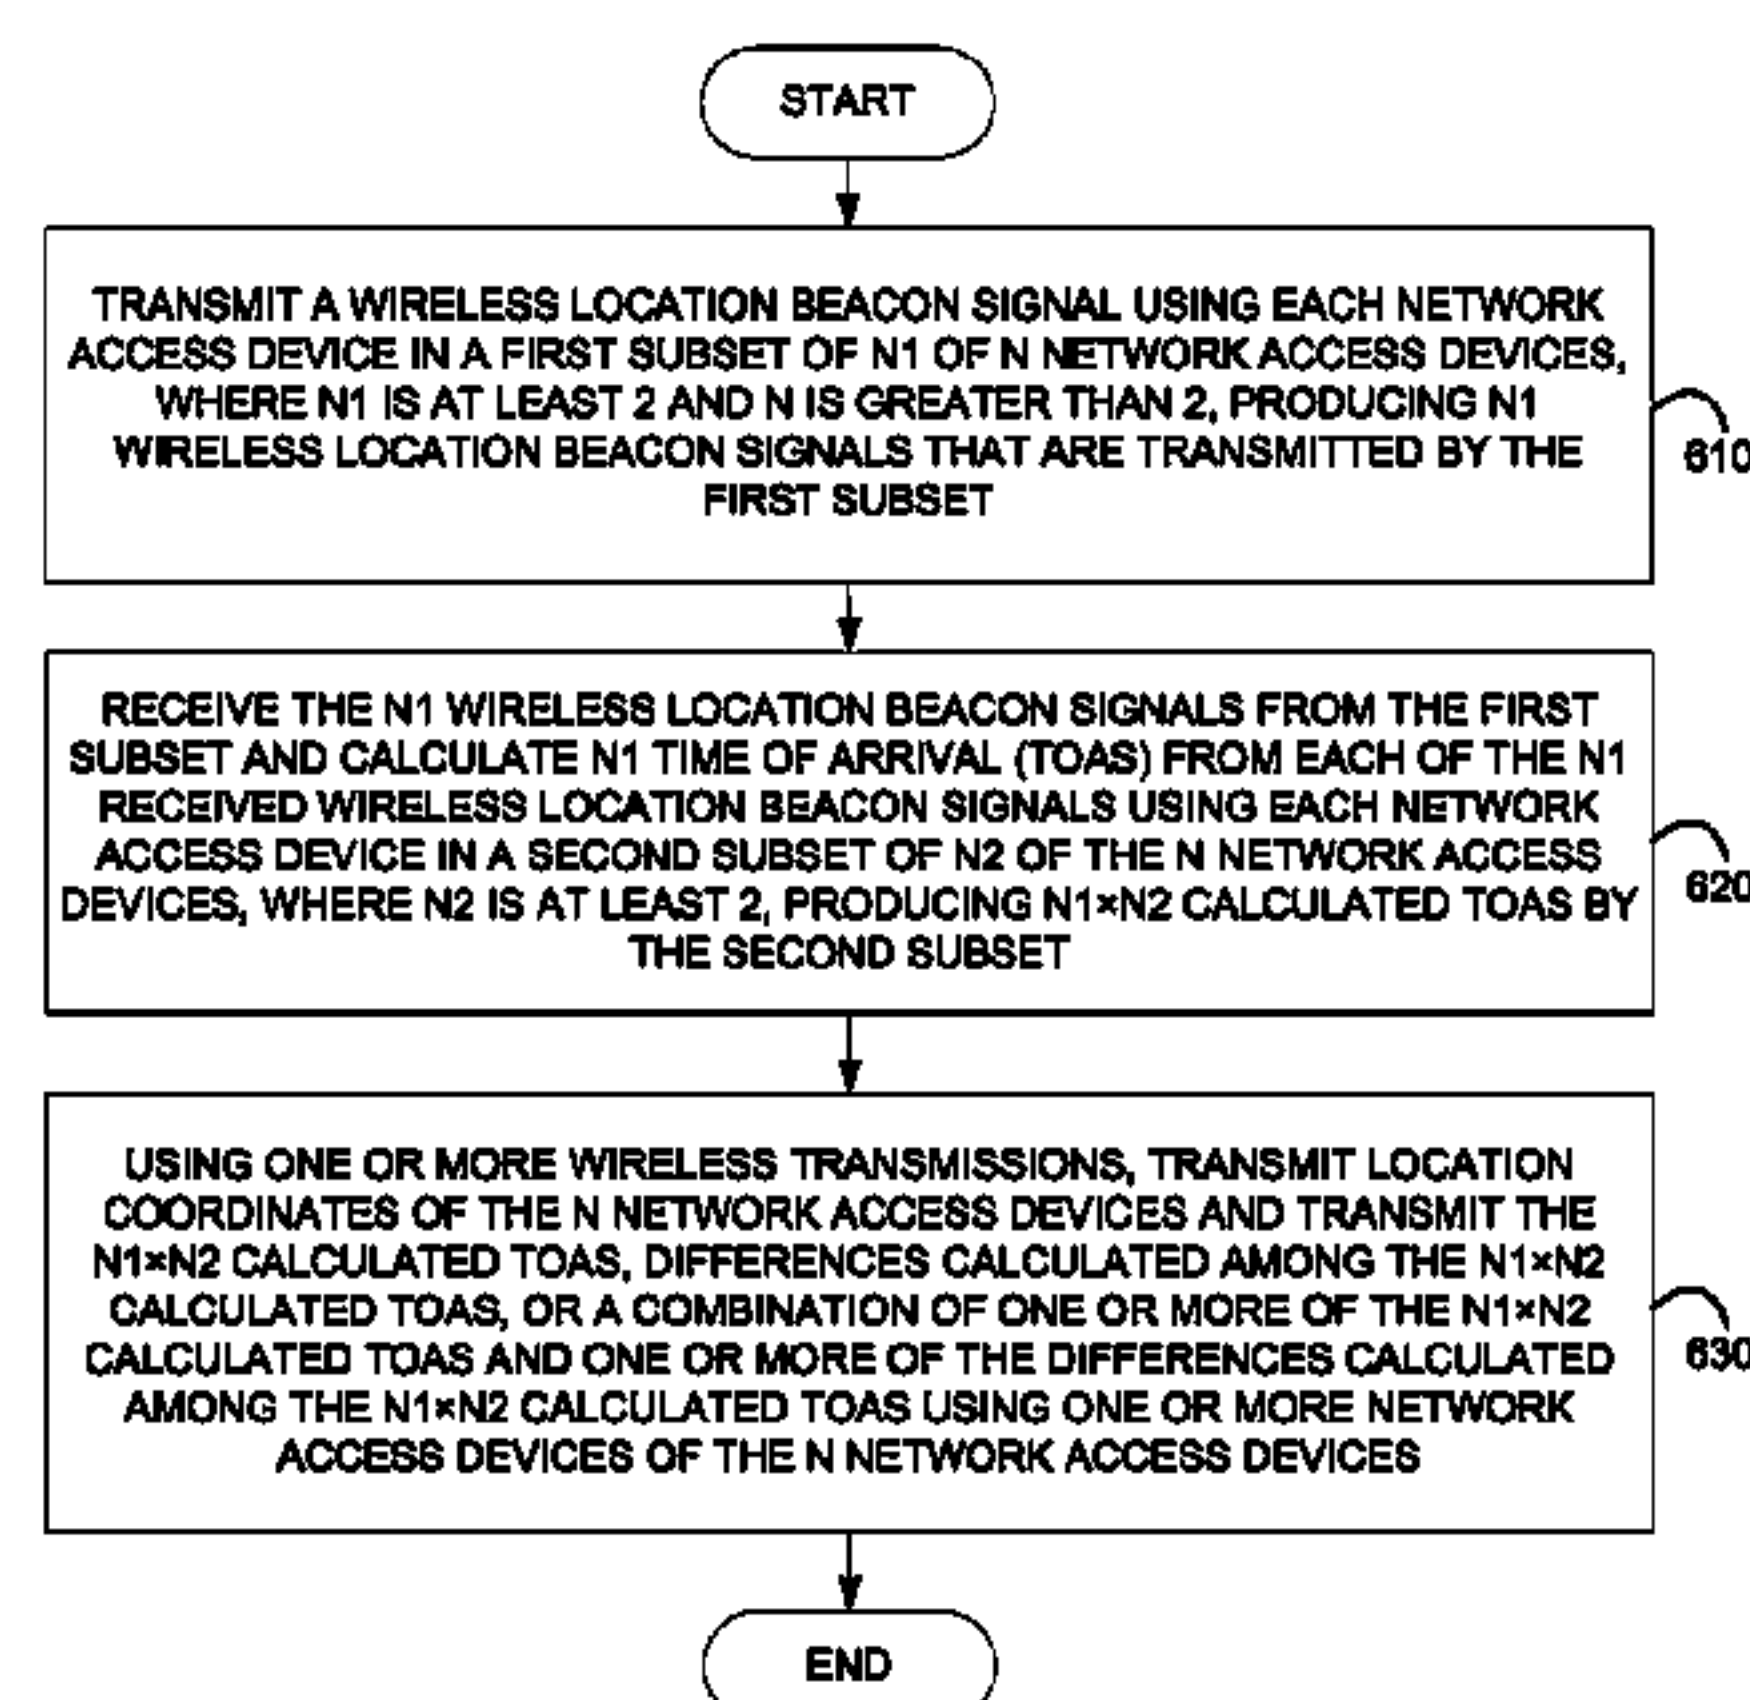 START
TRANSMIT A WIRELESS LOCATION BEACON SIGNAL USING EACH NETWORK
ACCESS DEVICE IN A FIRST SUBSET OF N1 OF N NETWORK ACCESS DEVICES,
WHERE N1 IS AT LEAST 2 AND N IS GREATER THAN 2, PRODUCING N1
WIRELESS LOCATION BEACON SIGNALS THAT ARE TRANSMITTED BY THE
FIRST SUBSET
610
RECEIVE THE N1 WIRELESS LOCATION BEACON SIGNALS FROM THE FIRST
SUBSET AND CALCULATE N1 TIME OF ARRIVAL (TOAS) FROM EACH OF THE N1
RECEIVED WIRELESS LOCATION BEACON SIGNALS USING EACH NETWORK
ACCESS DEVICE IN A SECOND SUBSET OF N2 OF THE N NETWORK ACCESS
DEVICES, WHERE N2 IS AT LEAST 2, PRODUCING N1×N2 CALCULATED TOAS BY
THE SECOND SUBSET
620
USING ONE OR MORE WIRELESS TRANSMISSIONS, TRANSMIT LOCATION
COORDINATES OF THE N NETWORK ACCESS DEVICES AND TRANSMIT THE
N1×N2 CALCULATED TOAS, DIFFERENCES CALCULATED AMONG THE N1×N2
CALCULATED TOAS, OR A COMBINATION OF ONE OR MORE OF THE N1×N2
CALCULATED TOAS AND ONE OR MORE OF THE DIFFERENCES CALCULATED
AMONG THE N1×N2 CALCULATED TOAS USING ONE OR MORE NETWORK
ACCESS DEVICES OF THE N NETWORK ACCESS DEVICES
630
END